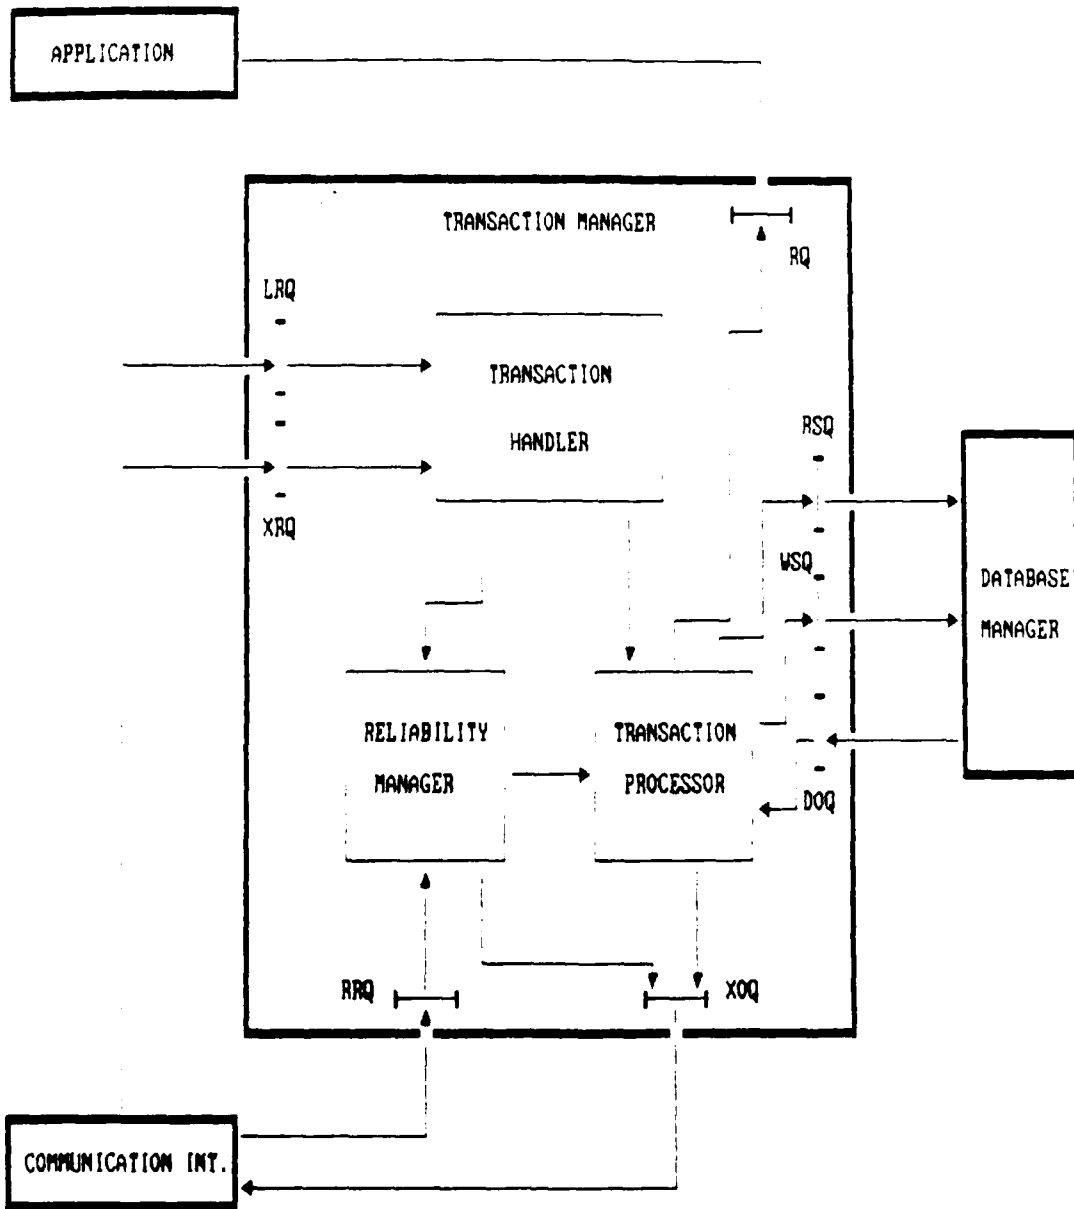 APPLICATION
TRANSACTION MANAGER
RQ
LRQ
TRANSACTION
HANDLER
RSQ
XRQ
WSQ
DATABASE
MANAGER
RELIABILITY
MANAGER
TRANSACTION
PROCESSOR
DOQ
RRQ
XOQ
COMMUNICATION INT.